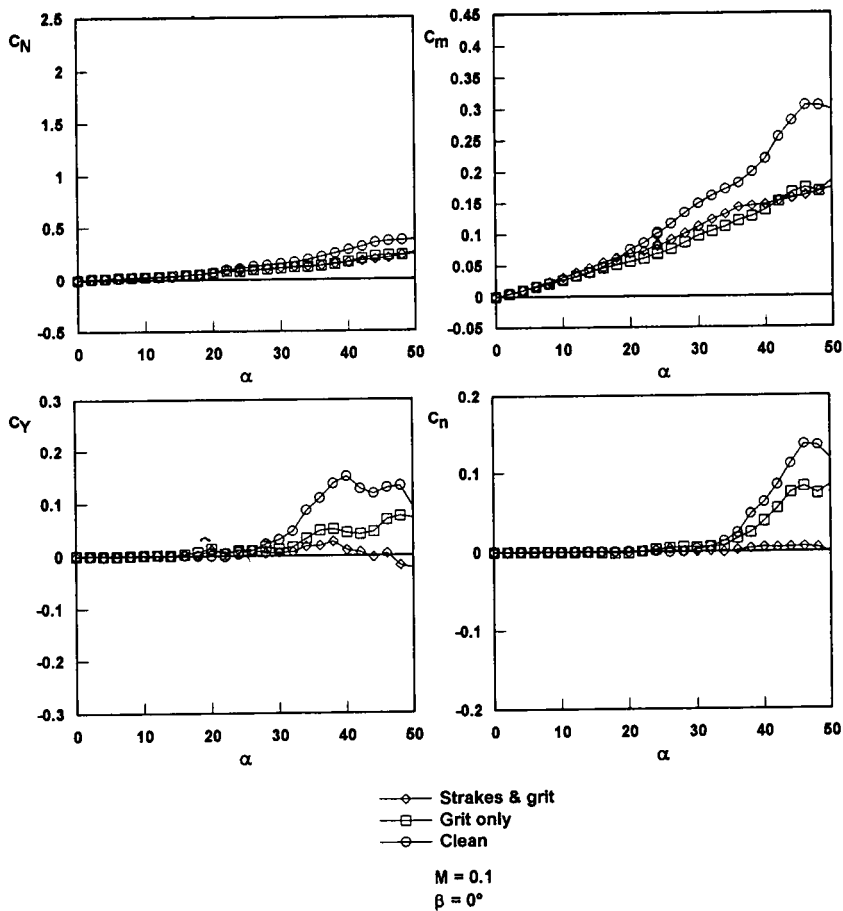 C_N
2.5
2
1.5
1
0.5
0
-0.5
0 10 20 30 40 50
α
C_m
0.45
0.4
0.35
0.3
0.25
0.2
0.15
0.1
0.05
0
-0.05
0 10 20 30 40 50
α
C_Y
0.3
0.2
0.1
0
-0.1
-0.2
-0.3
0 10 20 30 40 50
α
C_n
0.2
0.1
0
-0.1
-0.2
0 10 20 30 40 50
α
Strakes & grit
Grit only
Clean
M = 0.1
β = 0°